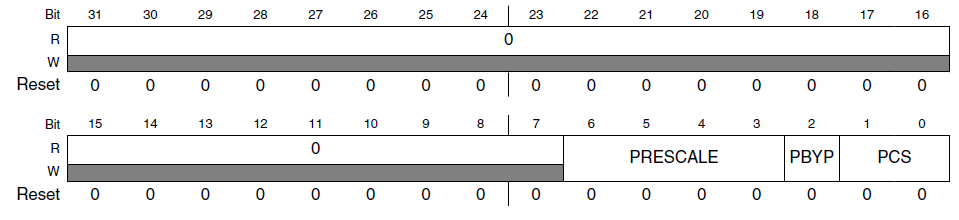 Bit 31 30 29 28 27 26 25 24 23 22 21 20 19 18 17 16
R 0
W
Reset 0 0 0 0 0 0 0 0 0 0 0 0 0 0 0 0
Bit 15 14 13 12 11 10 9 8 7 6 5 4 3 2 1 0
R 0 PRESCALE PBYP PCS
W
Reset 0 0 0 0 0 0 0 0 0 0 0 0 0 0 0 0